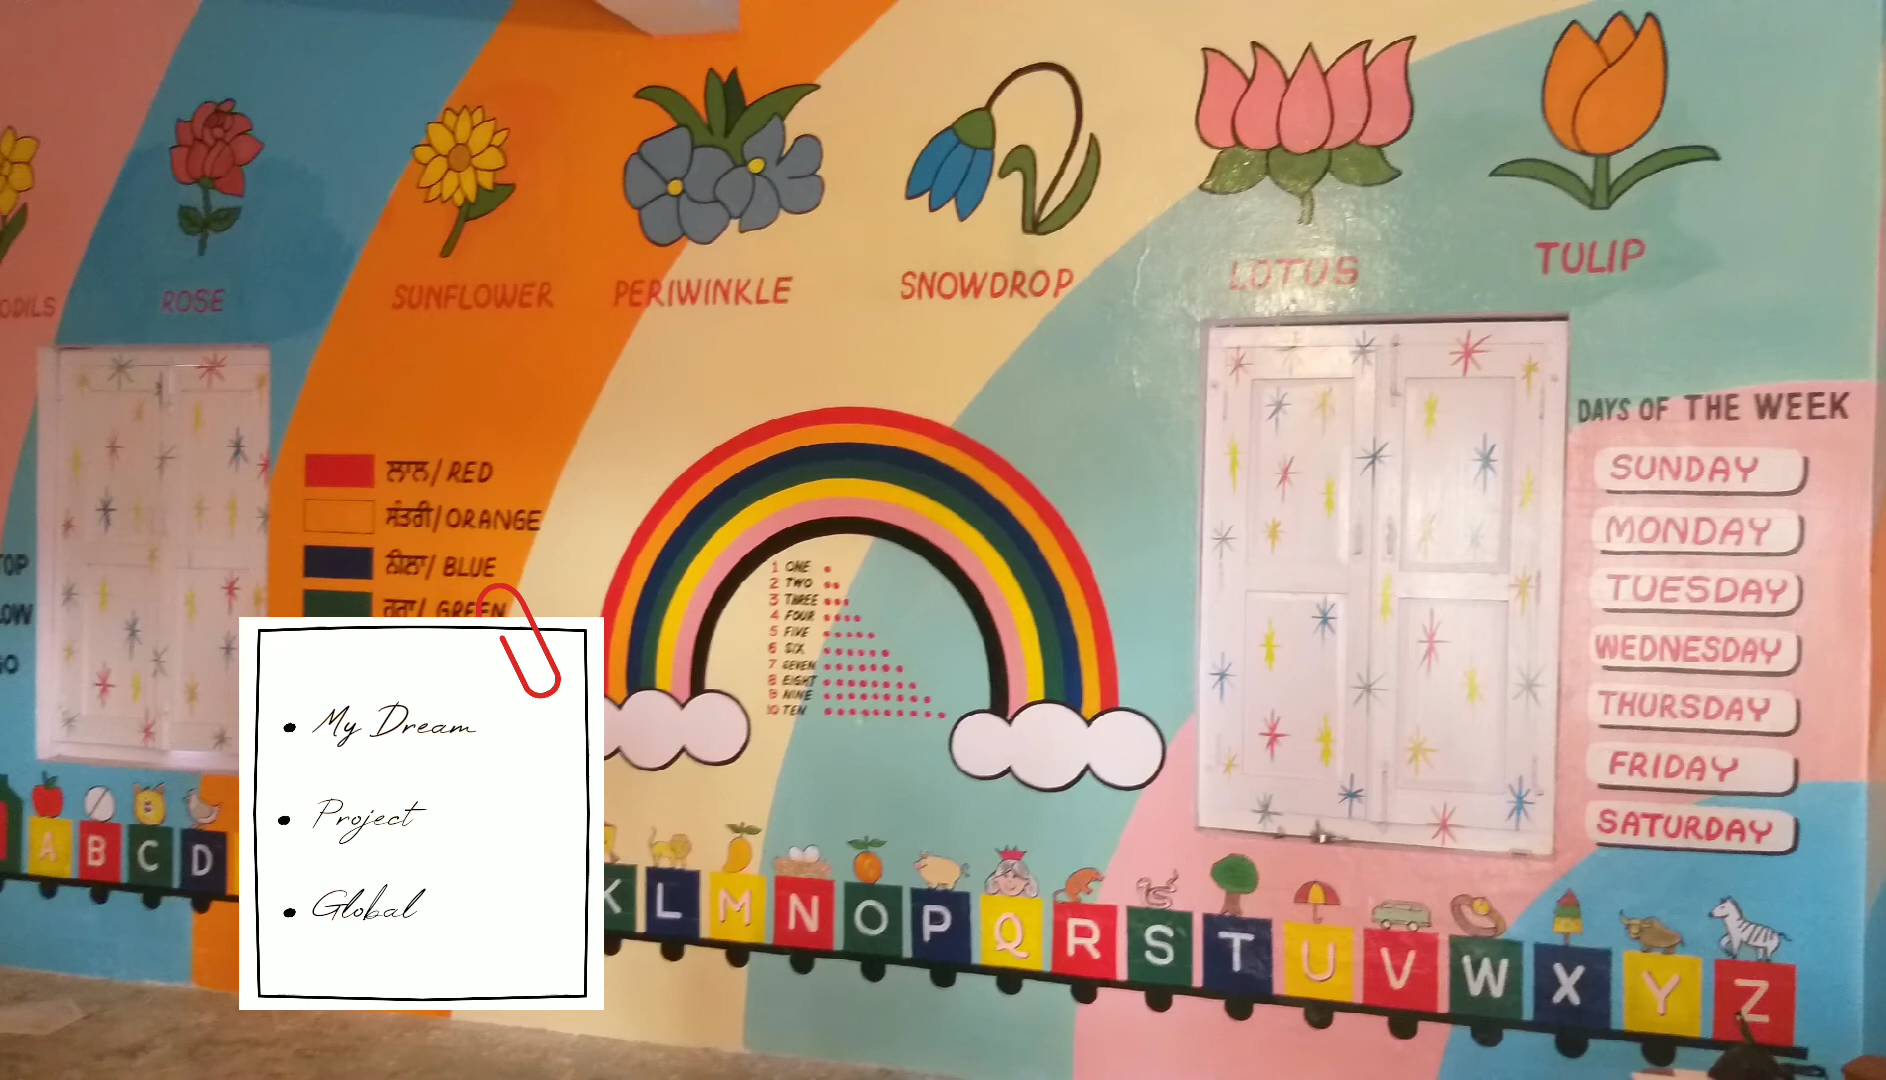 ROSE
SUNFLOWER
PERIWINKLE
SNOWDROP
LOTUS
TULIP
ਲਾਲ/ RED
ਸੰਤਰੀ/ORANGE
ਨੀਲਾ/ BLUE
ਹਰਾ/ GREEN
1 ONE
2 TWO
3 THREE
4 FOUR
5 FIVE
6 SIX
7 SEVEN
8 EIGHT
9 NINE
10 TEN
DAYS OF THE WEEK
SUNDAY
MONDAY
TUESDAY
WEDNESDAY
THURSDAY
FRIDAY
SATURDAY
• My Dream
• Project
• Global
A B C D K L M N O P Q R S T U V W X Y Z